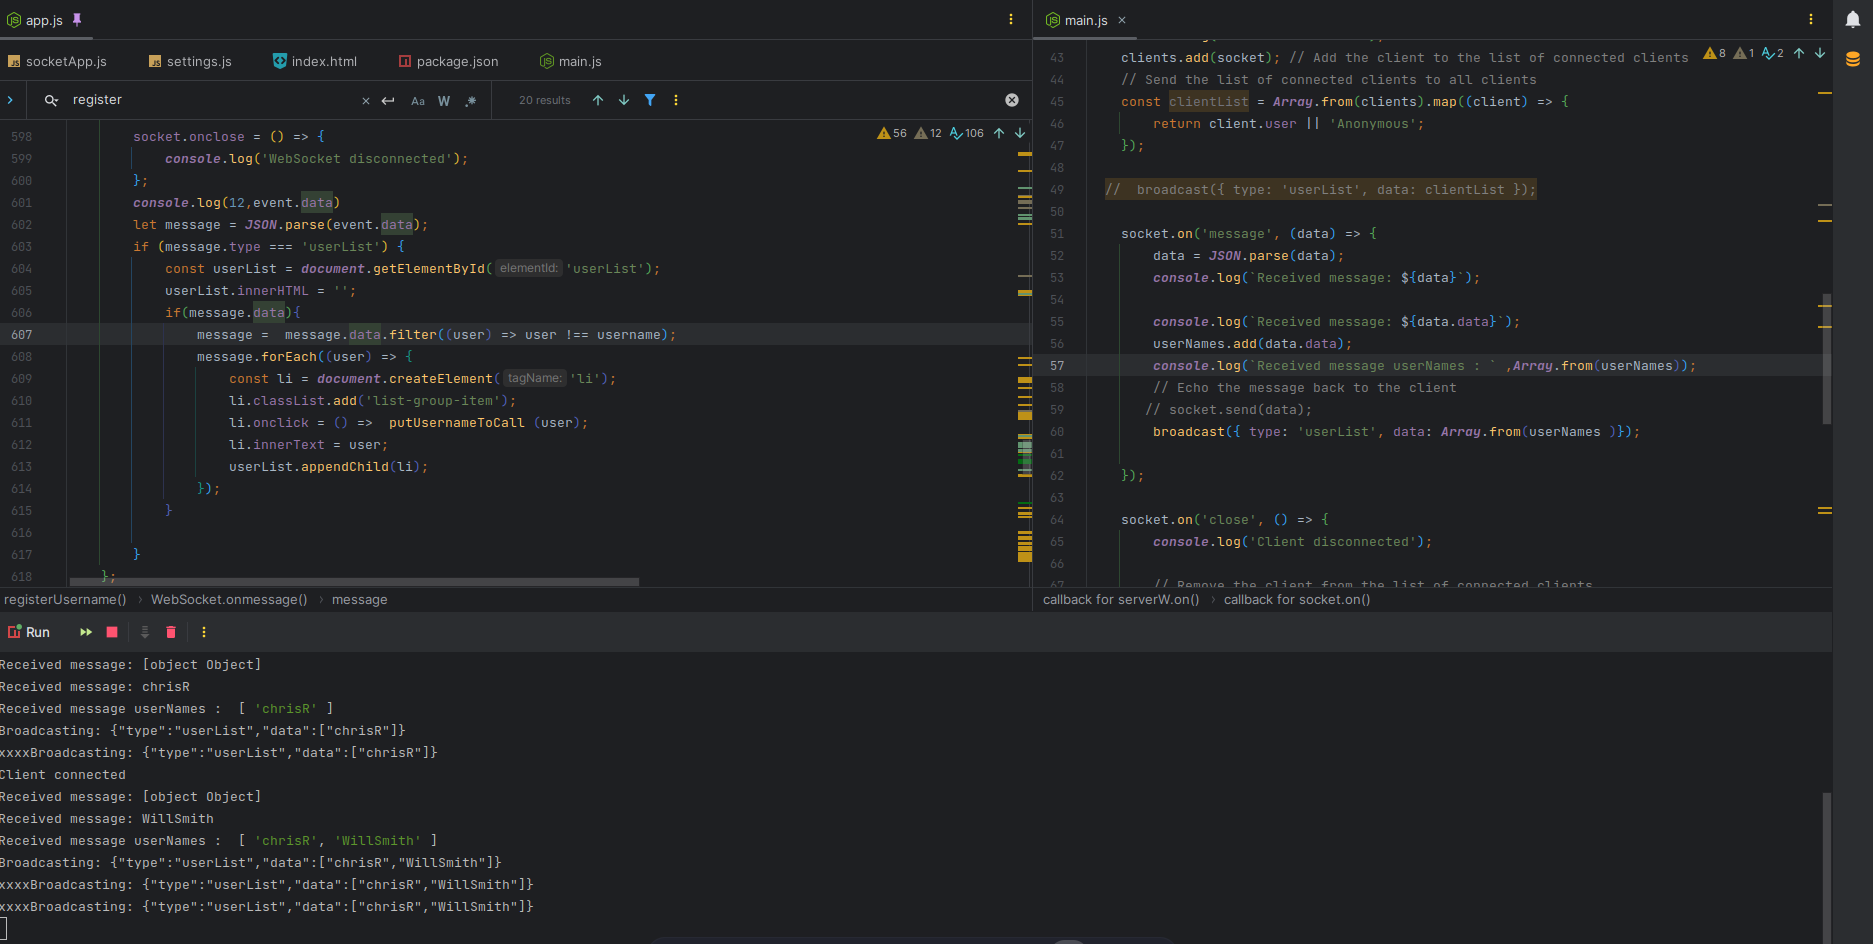 app.js
socketApp.js settings.js index.html package.json main.js
register Aa W .* 20 results
56 12 106
598 socket.onclose = () => {
599 console.log('WebSocket disconnected');
600 };
601 console.log(12,event.data)
602 let message = JSON.parse(event.data);
603 if (message.type === 'userList') {
604 const userList = document.getElementById( elementId: 'userList');
605 userList.innerHTML = '';
606 if(message.data){
607 message =  message.data.filter((user) => user !== username);
608 message.forEach((user) => {
609 const li = document.createElement( tagName: 'li');
610 li.classList.add('list-group-item');
611 li.onclick = () =>  putUsernameToCall (user);
612 li.innerText = user;
613 userList.appendChild(li);
614 });
615 }
616
617 }
618 };
registerUsername() › WebSocket.onmessage() › message
main.js
8 1 2
43 clients.add(socket); // Add the client to the list of connected clients
44 // Send the list of connected clients to all clients
45 const clientList = Array.from(clients).map((client) => {
46 return client.user || 'Anonymous';
47 });
48
49 //  broadcast({ type: 'userList', data: clientList });
50
51 socket.on('message', (data) => {
52 data = JSON.parse(data);
53 console.log(`Received message: ${data}`);
54
55 console.log(`Received message: ${data.data}`);
56 userNames.add(data.data);
57 console.log(`Received message userNames : ` ,Array.from(userNames));
58 // Echo the message back to the client
59 // socket.send(data);
60 broadcast({ type: 'userList', data: Array.from(userNames )});
61
62 });
63
64 socket.on('close', () => {
65 console.log('Client disconnected');
66
67 // Remove the client from the list of connected clients
callback for serverW.on() › callback for socket.on()
Run
Received message: [object Object]
Received message: chrisR
Received message userNames :  [ 'chrisR' ]
Broadcasting: {"type":"userList","data":["chrisR"]}
xxxxBroadcasting: {"type":"userList","data":["chrisR"]}
Client connected
Received message: [object Object]
Received message: WillSmith
Received message userNames :  [ 'chrisR', 'WillSmith' ]
Broadcasting: {"type":"userList","data":["chrisR","WillSmith"]}
xxxxBroadcasting: {"type":"userList","data":["chrisR","WillSmith"]}
xxxxBroadcasting: {"type":"userList","data":["chrisR","WillSmith"]}